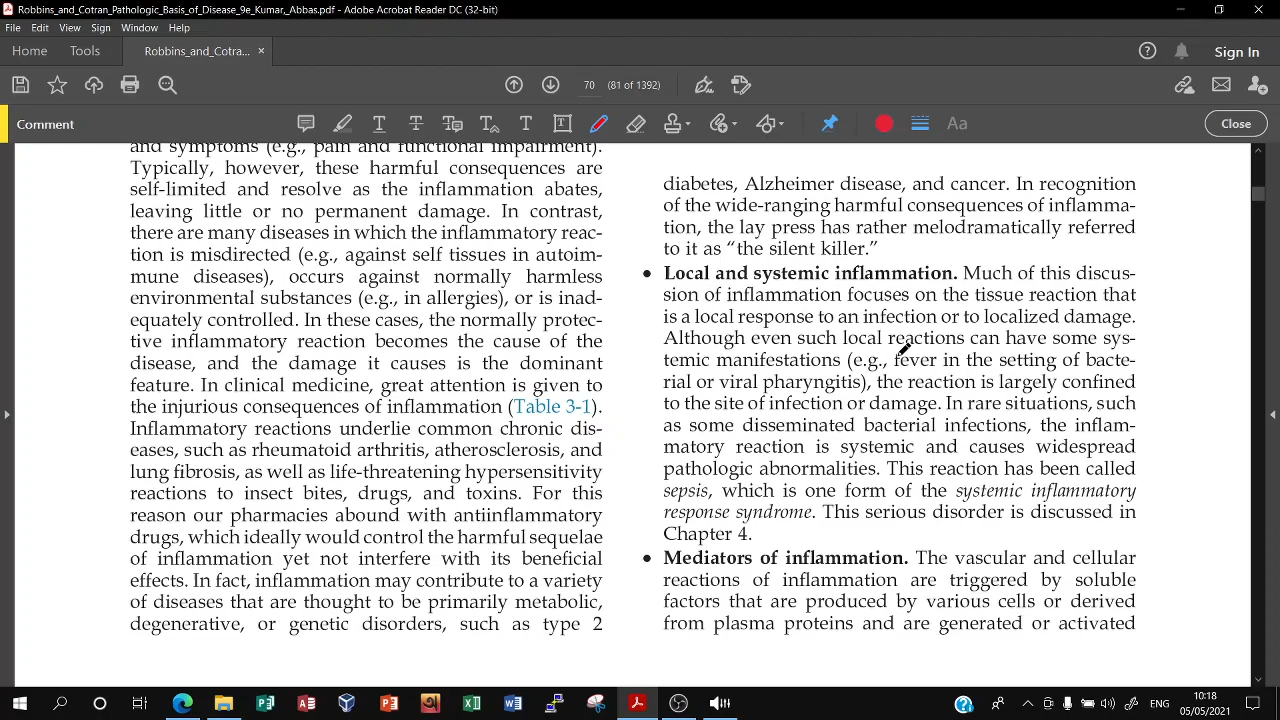 Robbins_and_Cotran_Pathologic_Basis_of_Disease_9e_Kumar_Abbas.pdf - Adobe Acrobat Reader DC (32-bit)
File Edit View Sign Window Help
Home Tools Robbins_and_Cotra... × Sign In
70 (81 of 1392)
Comment Aa Close
and symptoms (e.g., pain and functional impairment).
Typically, however, these harmful consequences are
self-limited and resolve as the inflammation abates,
leaving little or no permanent damage. In contrast,
there are many diseases in which the inflammatory reac-
tion is misdirected (e.g., against self tissues in autoim-
mune diseases), occurs against normally harmless
environmental substances (e.g., in allergies), or is inad-
equately controlled. In these cases, the normally protec-
tive inflammatory reaction becomes the cause of the
disease, and the damage it causes is the dominant
feature. In clinical medicine, great attention is given to
the injurious consequences of inflammation (Table 3-1).
Inflammatory reactions underlie common chronic dis-
eases, such as rheumatoid arthritis, atherosclerosis, and
lung fibrosis, as well as life-threatening hypersensitivity
reactions to insect bites, drugs, and toxins. For this
reason our pharmacies abound with antiinflammatory
drugs, which ideally would control the harmful sequelae
of inflammation yet not interfere with its beneficial
effects. In fact, inflammation may contribute to a variety
of diseases that are thought to be primarily metabolic,
degenerative, or genetic disorders, such as type 2
diabetes, Alzheimer disease, and cancer. In recognition
of the wide-ranging harmful consequences of inflamma-
tion, the lay press has rather melodramatically referred
to it as “the silent killer.”
• Local and systemic inflammation. Much of this discus-
sion of inflammation focuses on the tissue reaction that
is a local response to an infection or to localized damage.
Although even such local reactions can have some sys-
temic manifestations (e.g., fever in the setting of bacte-
rial or viral pharyngitis), the reaction is largely confined
to the site of infection or damage. In rare situations, such
as some disseminated bacterial infections, the inflam-
matory reaction is systemic and causes widespread
pathologic abnormalities. This reaction has been called
sepsis, which is one form of the systemic inflammatory
response syndrome. This serious disorder is discussed in
Chapter 4.
• Mediators of inflammation. The vascular and cellular
reactions of inflammation are triggered by soluble
factors that are produced by various cells or derived
from plasma proteins and are generated or activated
ENG
10:18
05/05/2021